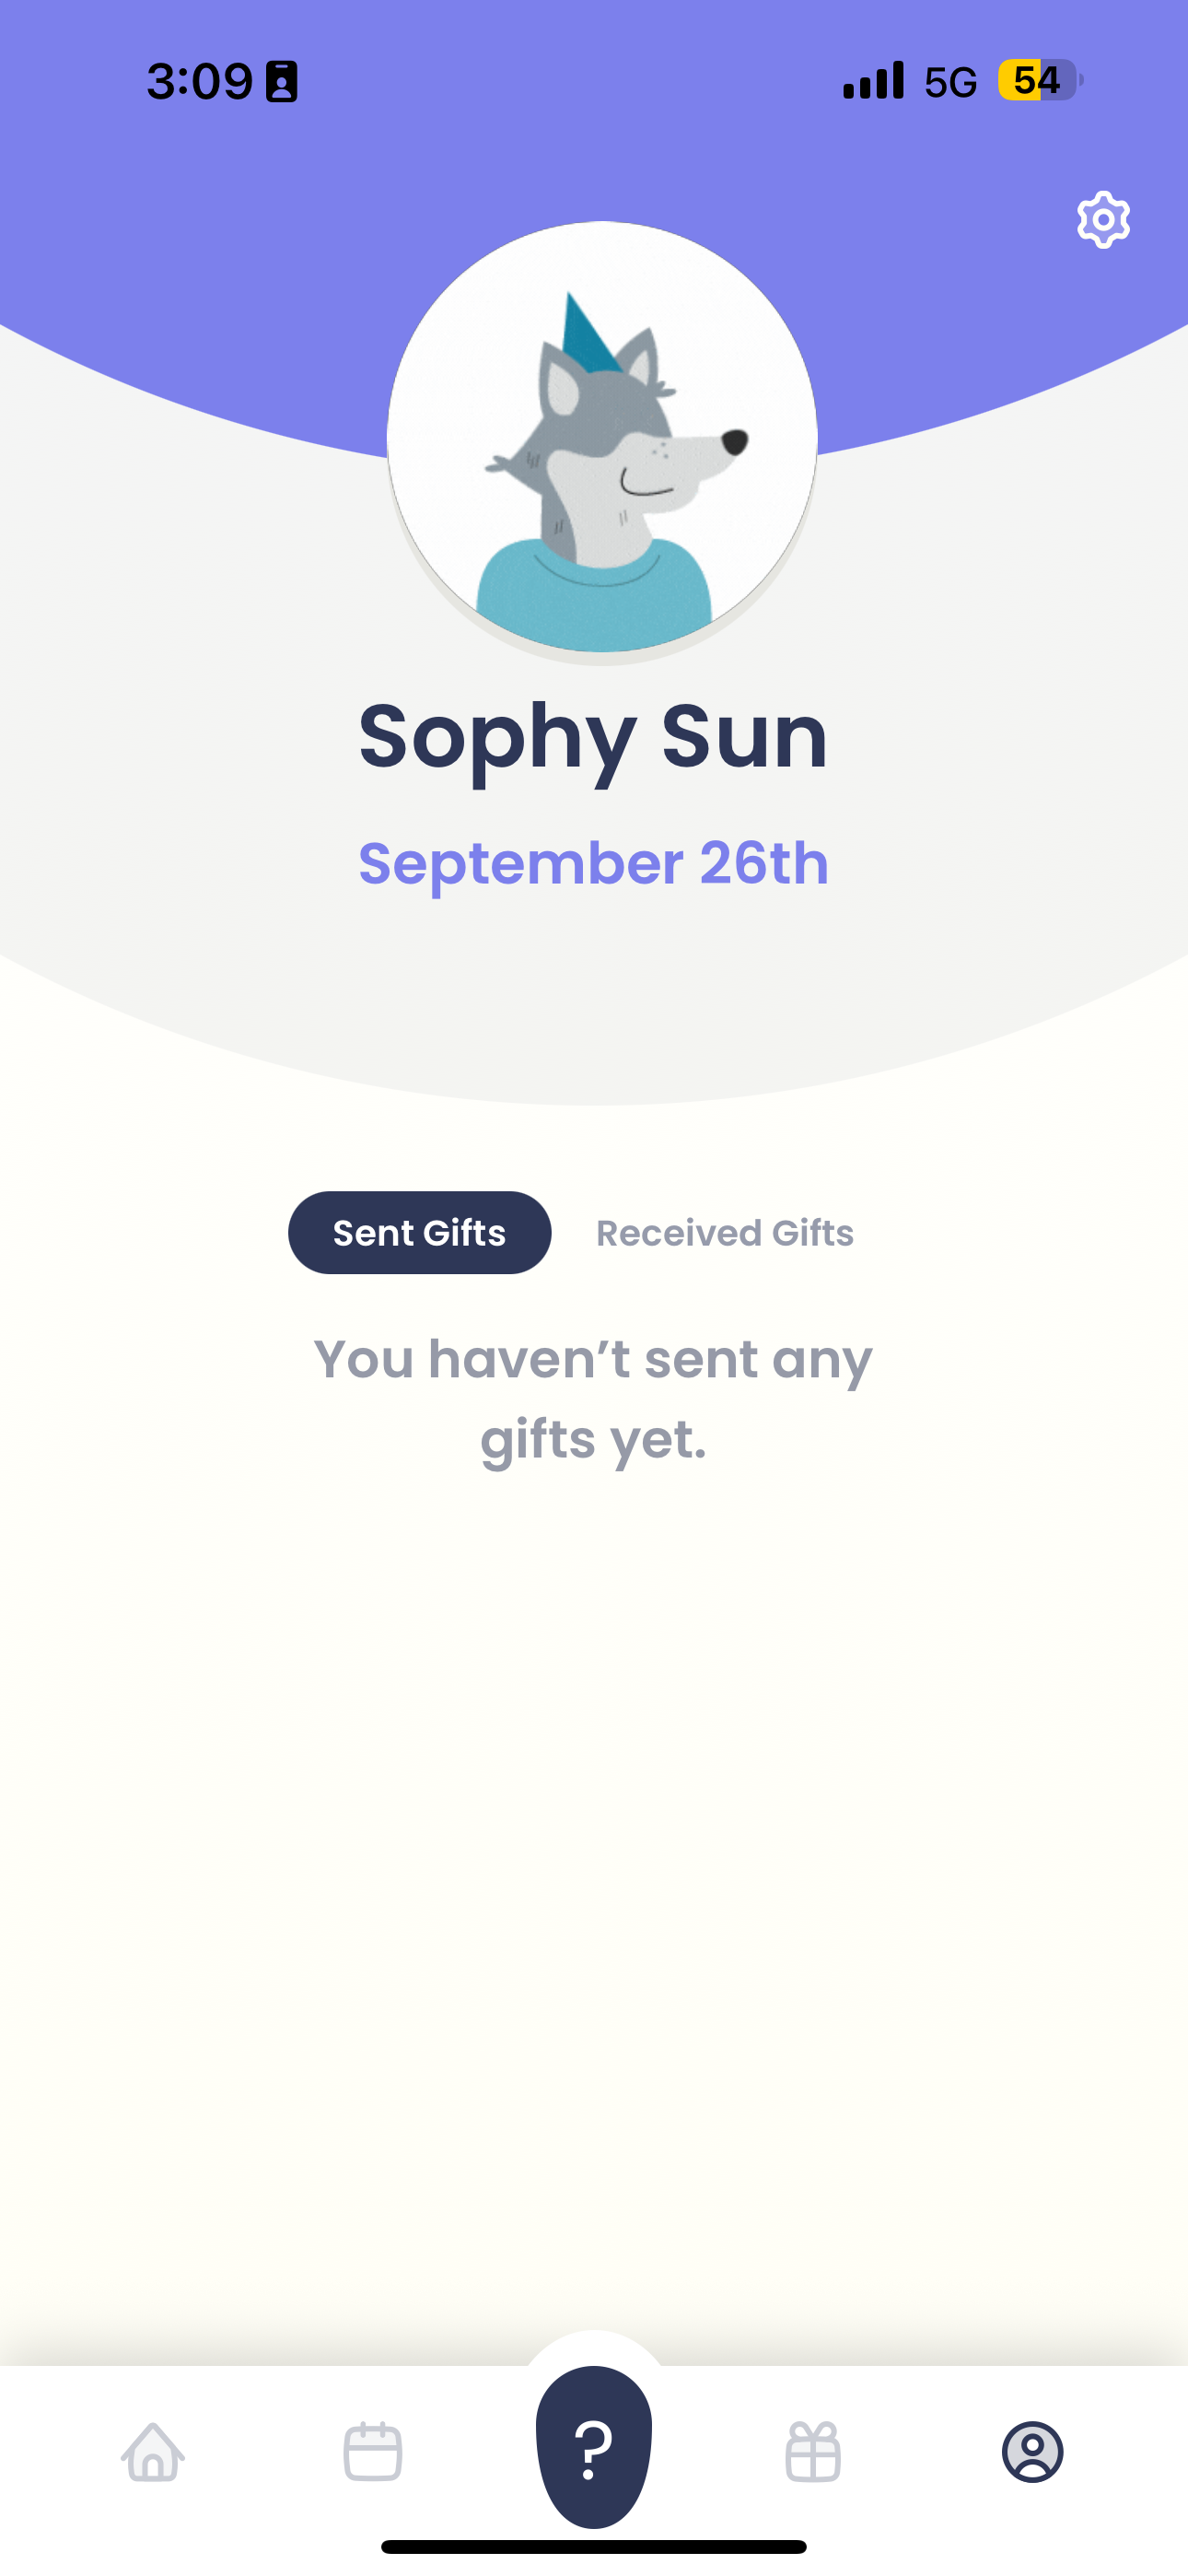 3:09 5G 54
Sophy Sun
September 26th
Sent Gifts Received Gifts
You haven’t sent any
gifts yet.
?